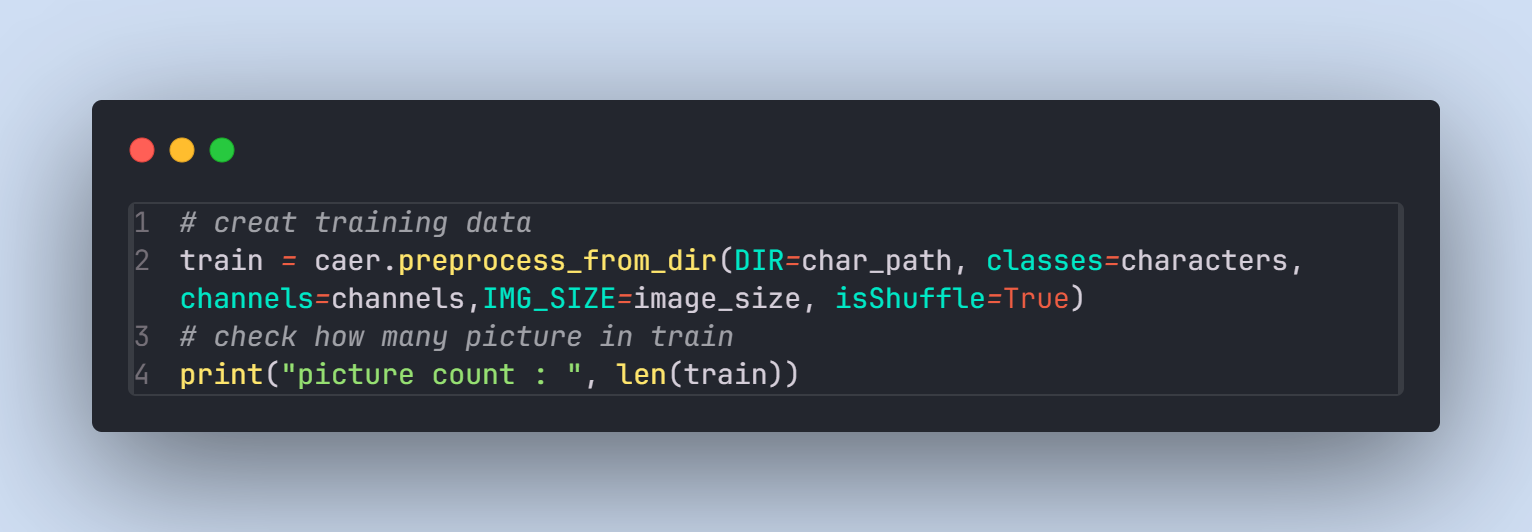 1 # creat training data
2 train = caer.preprocess_from_dir(DIR=char_path, classes=characters,
channels=channels,IMG_SIZE=image_size, isShuffle=True)
3 # check how many picture in train
4 print("picture count : ", len(train))